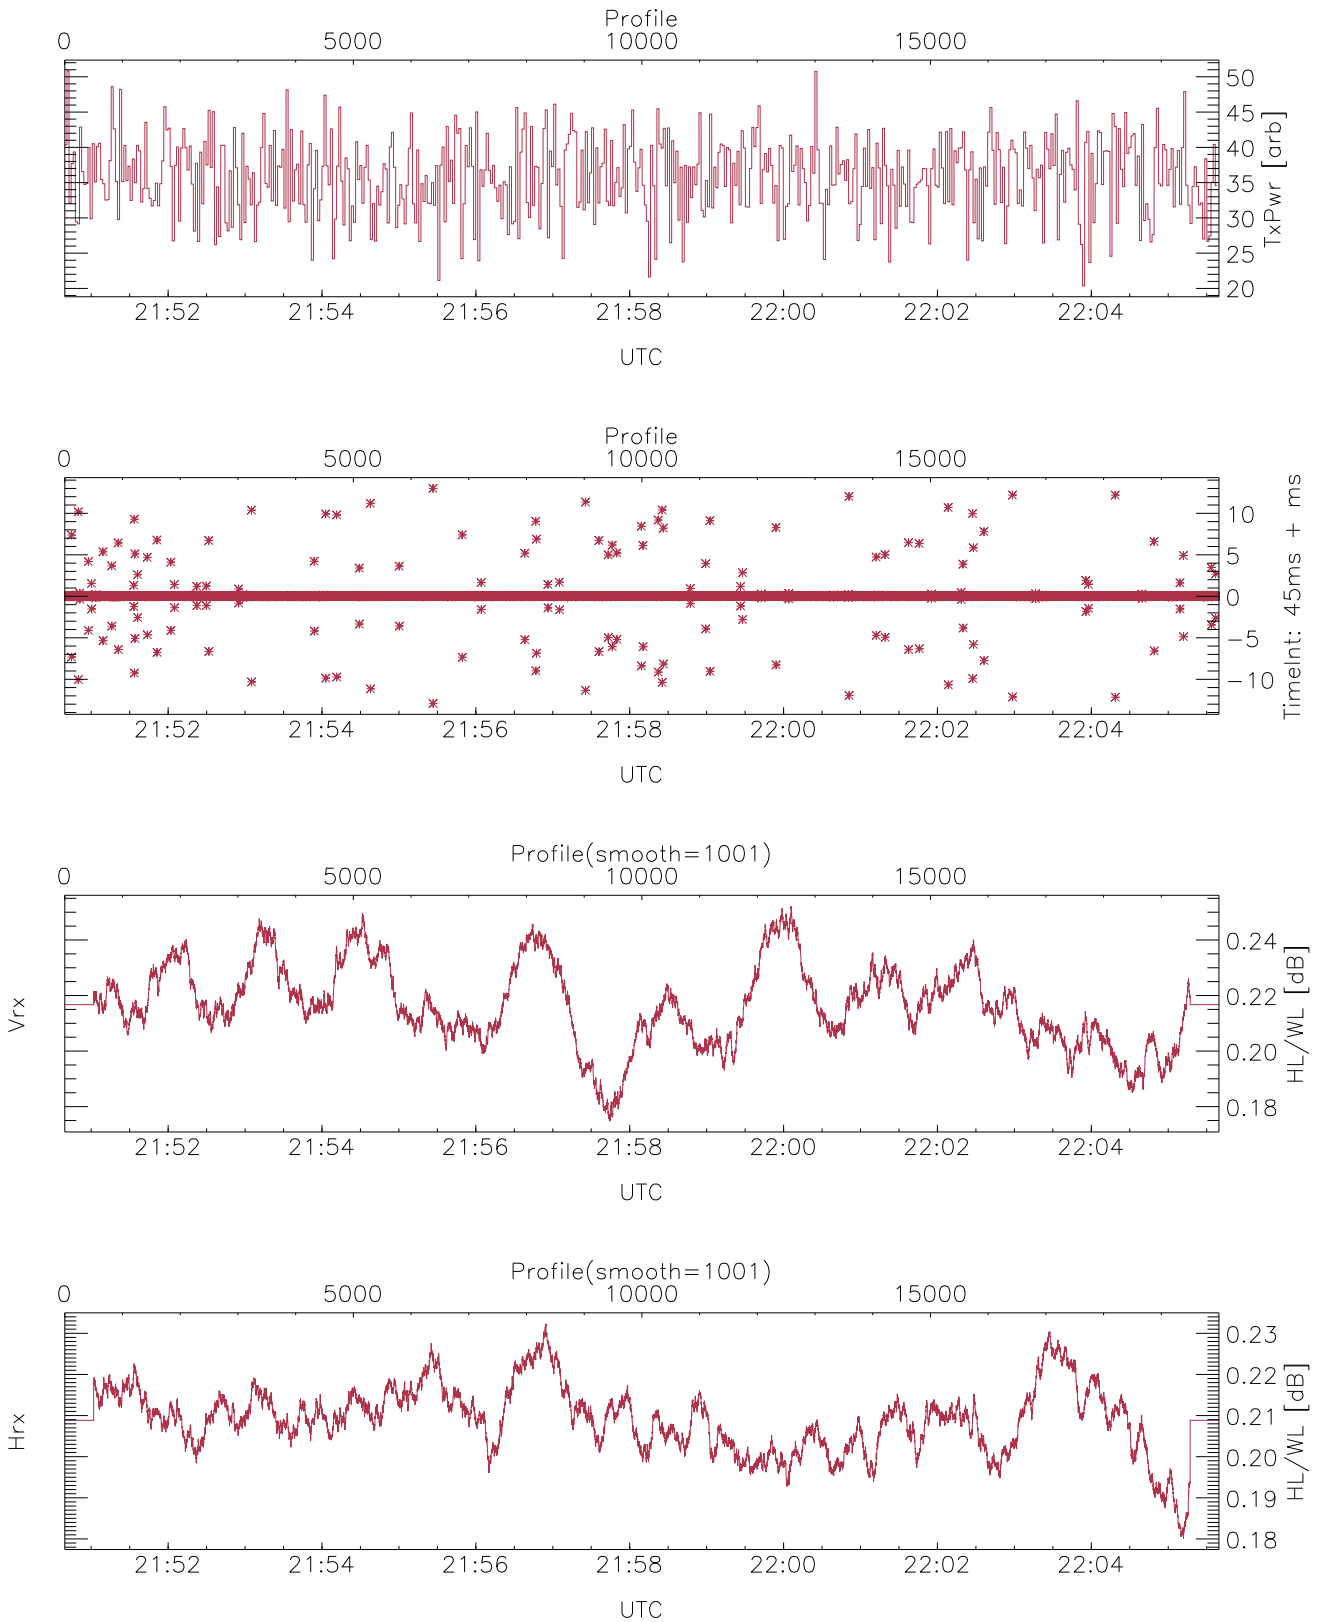 Profile
0 5000 10000 15000
50
45
40
35
30
25
20
TxPwr [arb]
21:52 21:54 21:56 21:58 22:00 22:02 22:04
UTC
Profile
0 5000 10000 15000
10
5
0
-5
-10
TimeInt: 45ms + ms
21:52 21:54 21:56 21:58 22:00 22:02 22:04
UTC
Profile(smooth=1001)
0 5000 10000 15000
Vrx
0.24
0.22
0.20
0.18
HL/WL [dB]
21:52 21:54 21:56 21:58 22:00 22:02 22:04
UTC
Profile(smooth=1001)
0 5000 10000 15000
Hrx
0.23
0.22
0.21
0.20
0.19
0.18
HL/WL [dB]
21:52 21:54 21:56 21:58 22:00 22:02 22:04
UTC